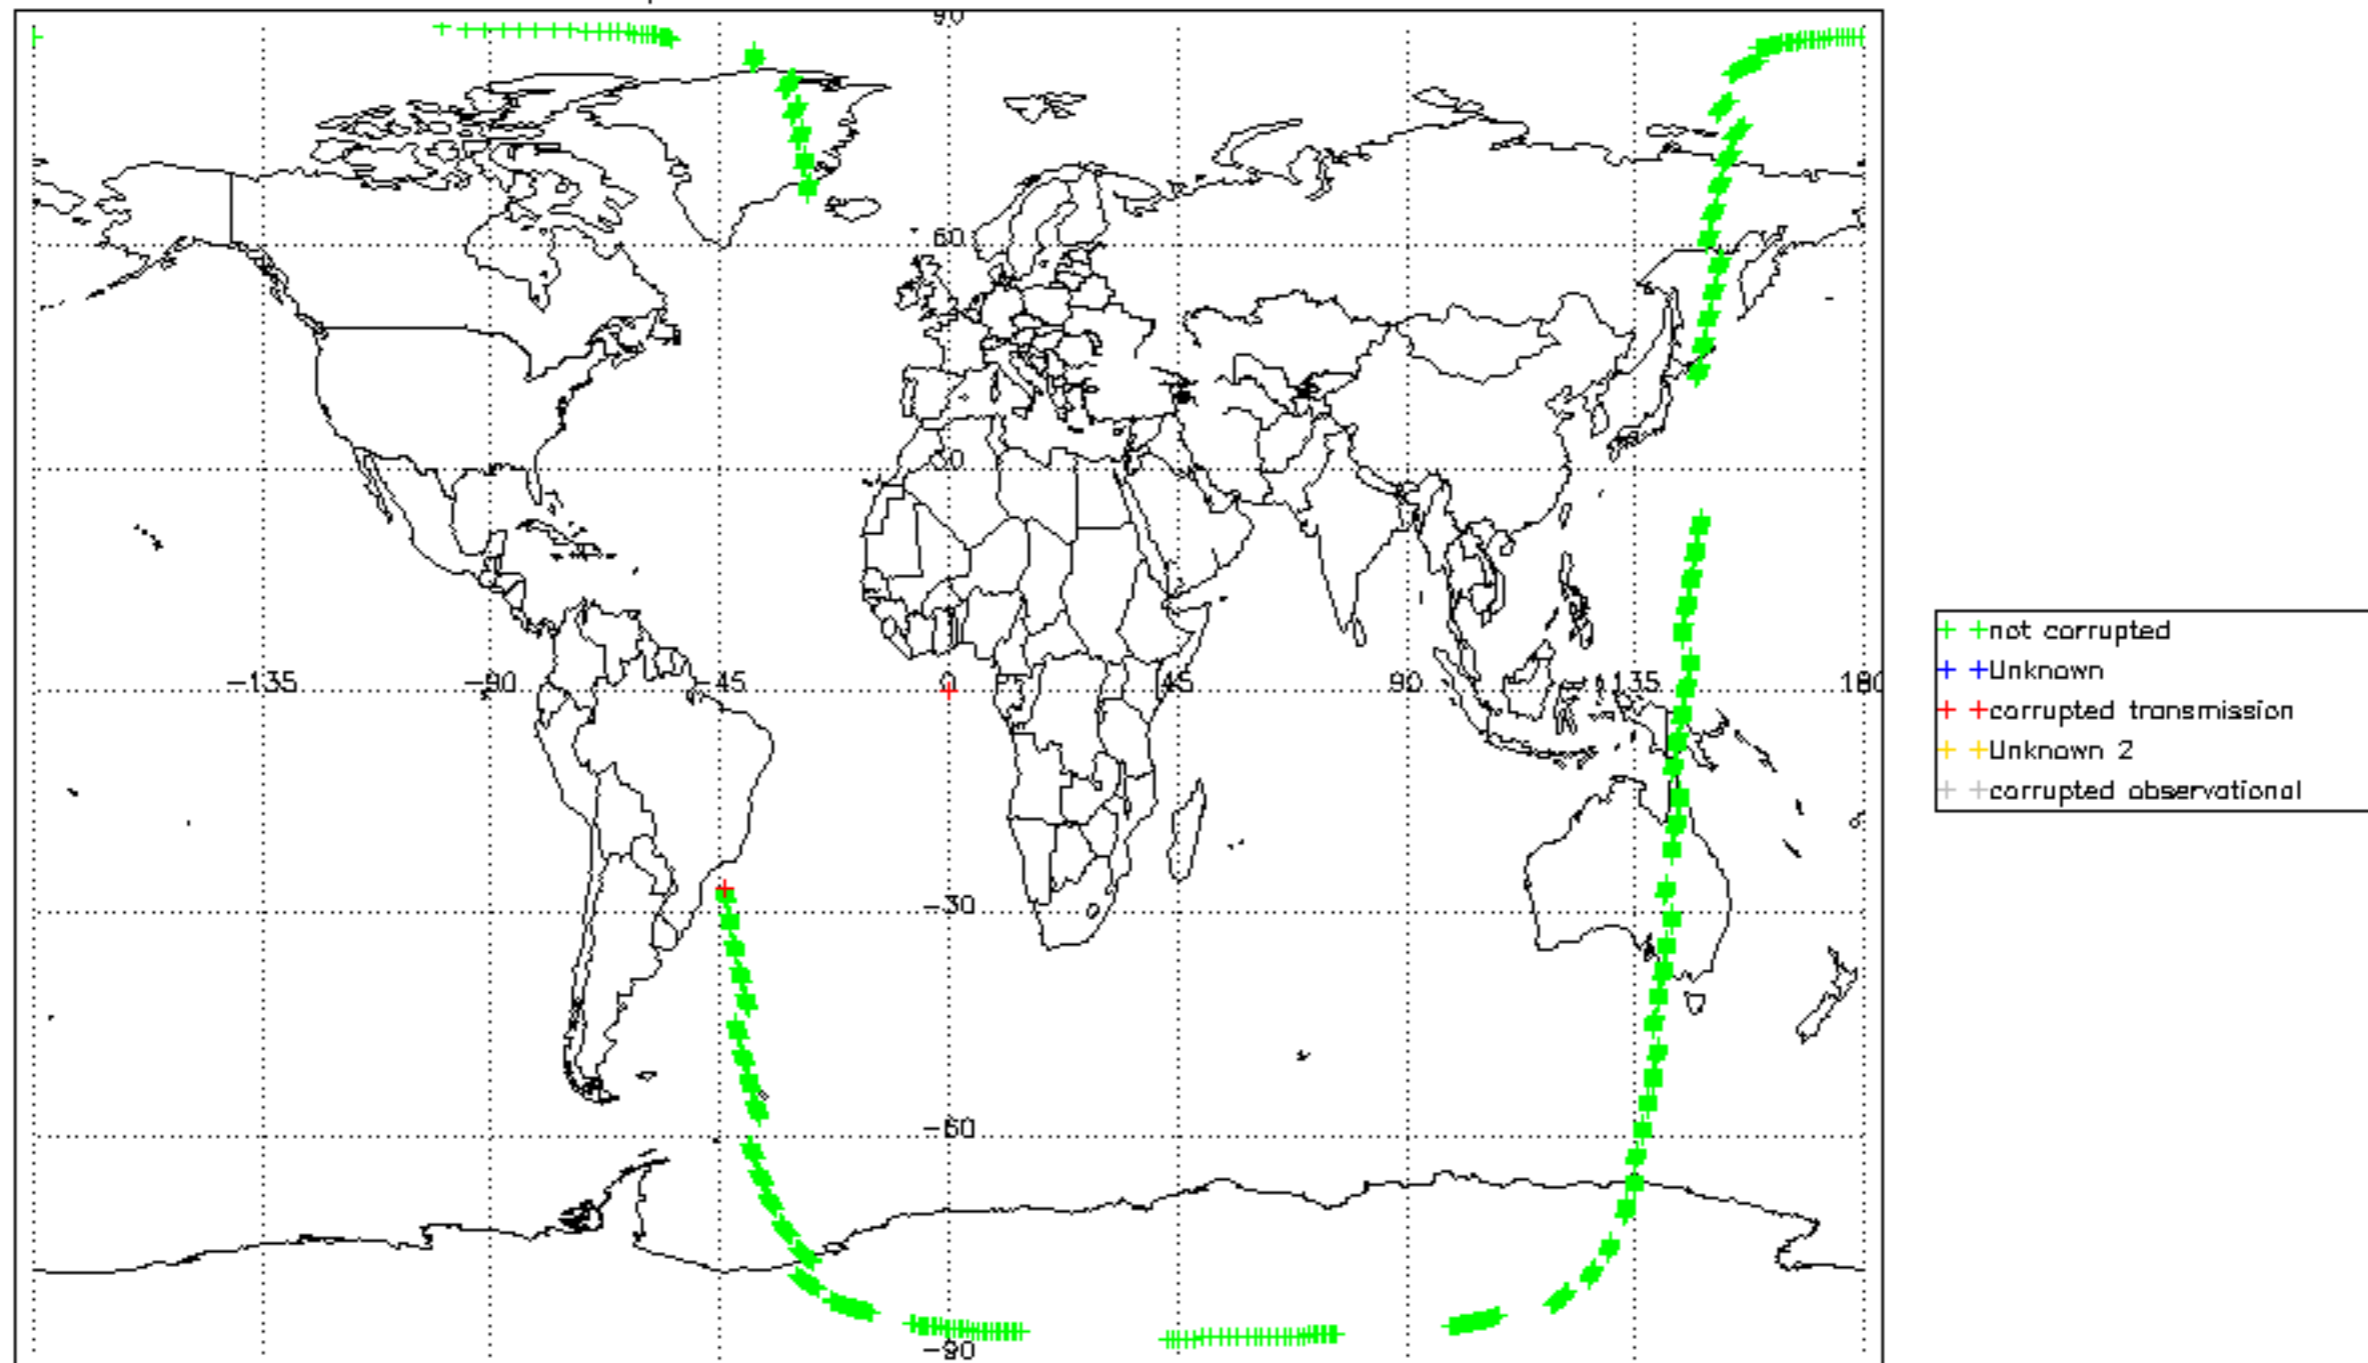 90
60
30
-135 -90 -45 0 45 90 135 180
-30
-60
-90
not corrupted
Unknown
corrupted transmission
Unknown 2
corrupted observational